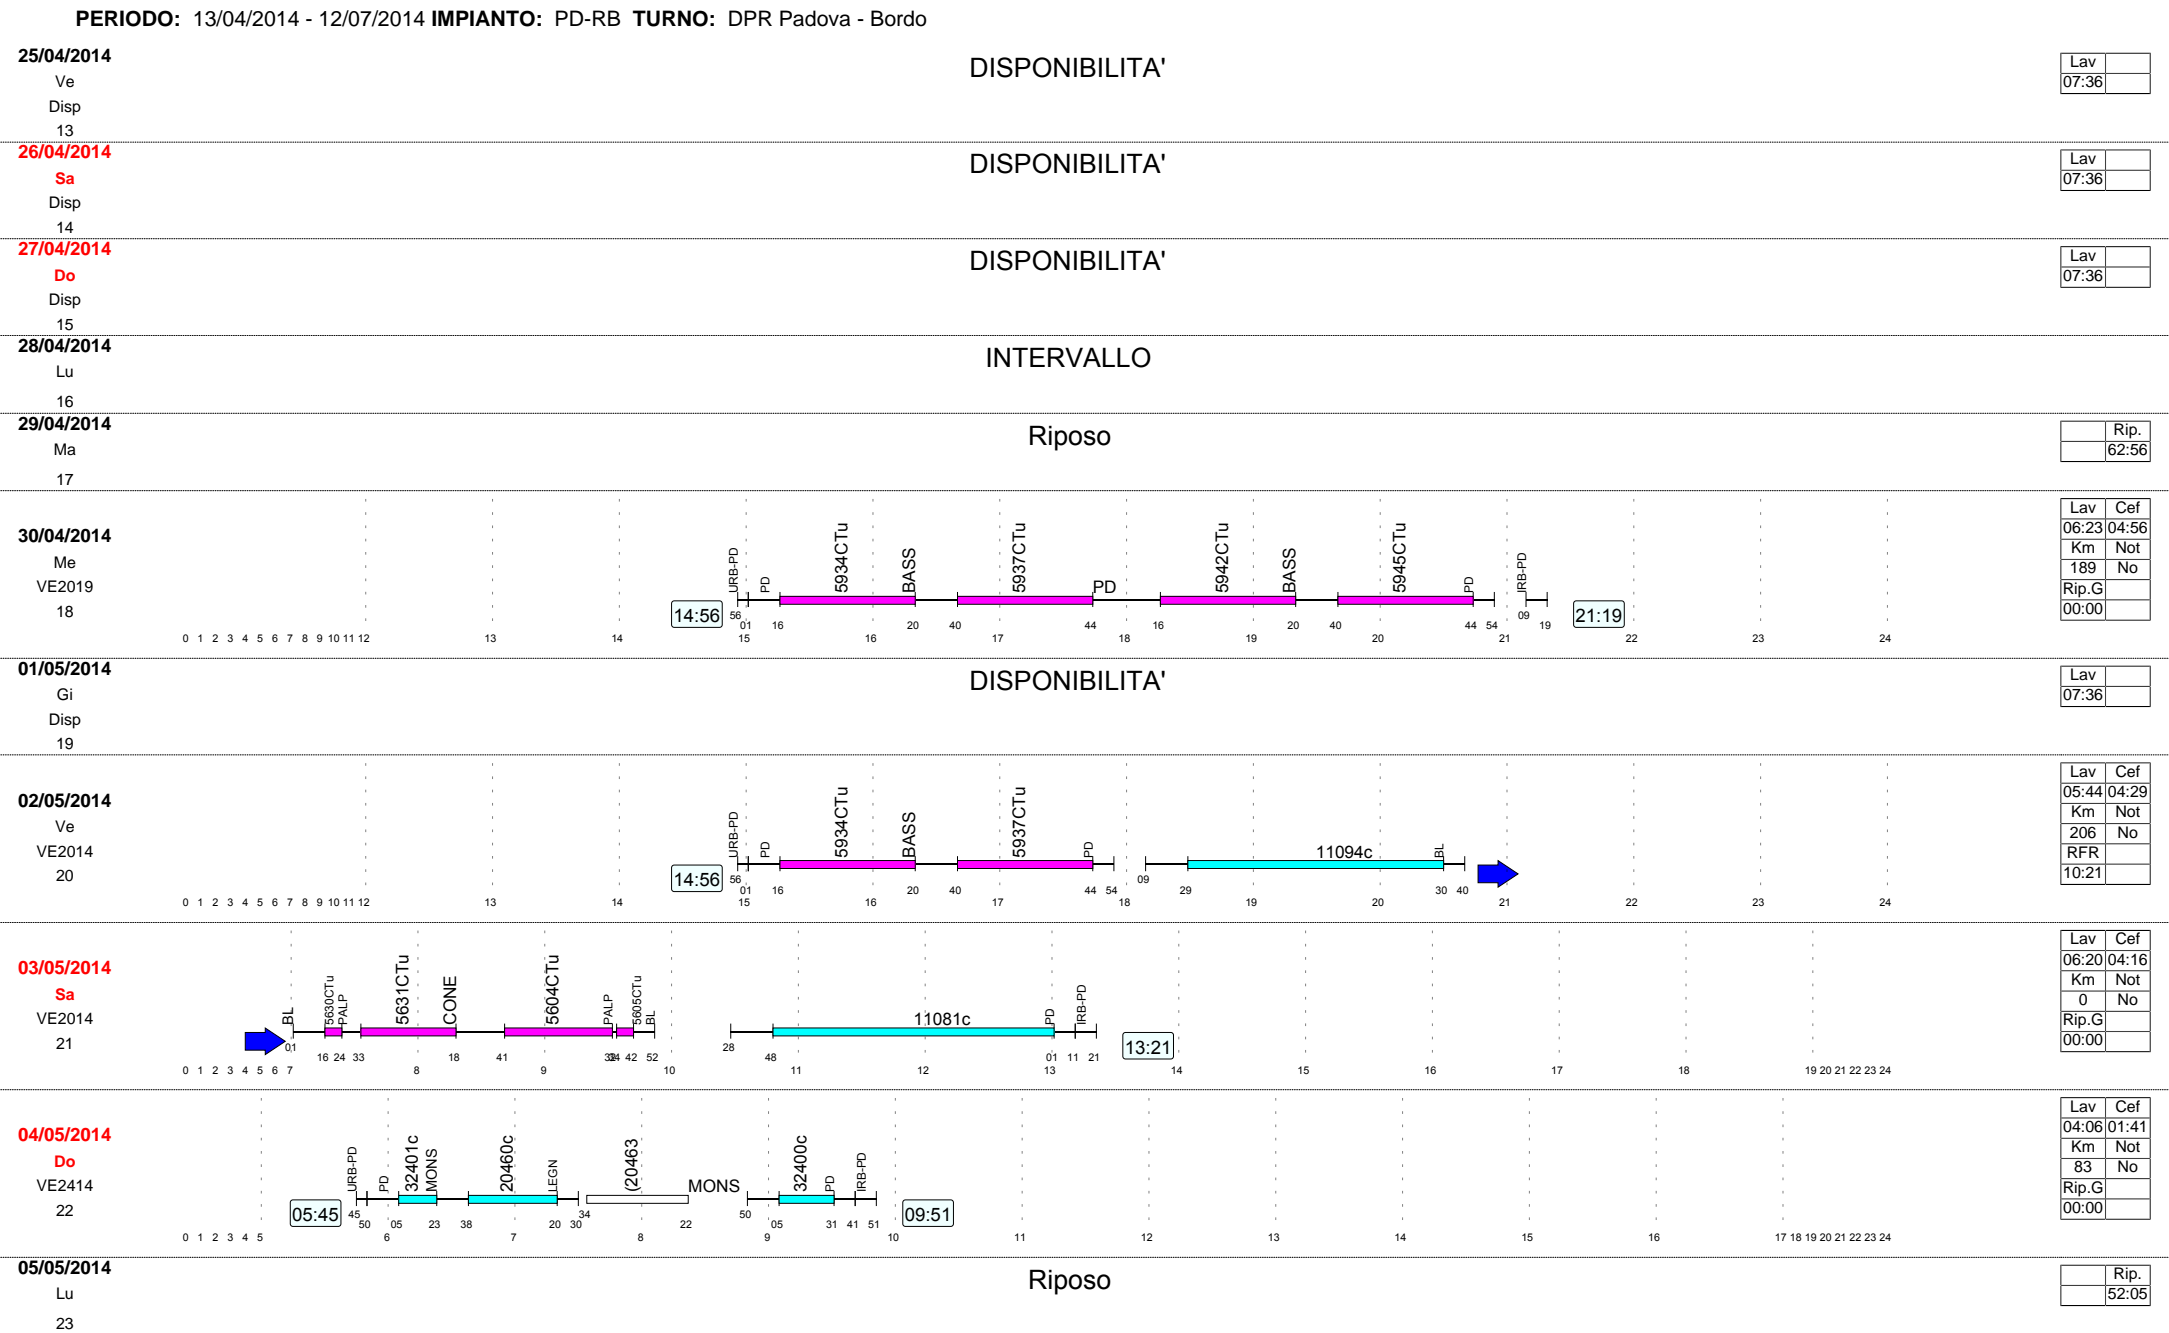 PERIODO: 13/04/2014 - 12/07/2014 IMPIANTO: PD-RB TURNO: DPR Padova - Bordo
25/04/2014
Ve
Disp
13
DISPONIBILITA'
Lav
07:36
26/04/2014
Sa
Disp
14
DISPONIBILITA'
Lav
07:36
27/04/2014
Do
Disp
15
DISPONIBILITA'
Lav
07:36
28/04/2014
Lu
16
INTERVALLO
29/04/2014
Ma
17
Riposo
Rip.
62:56
30/04/2014
Me
VE2019
18
URB-PD PD 5934CTu BASS 5937CTu PD 5942CTu BASS 5945CTu PD IRB-PD
14:56 56 01 16 20 40 44 16 20 40 44 54 09 19 21:19
0 1 2 3 4 5 6 7 8 9 10 11 12 13 14 15 16 17 18 19 20 21 22 23 24
Lav Cef
06:23 04:56
Km Not
189 No
Rip.G
00:00
01/05/2014
Gi
Disp
19
DISPONIBILITA'
Lav
07:36
02/05/2014
Ve
VE2014
20
URB-PD PD 5934CTu BASS 5937CTu PD 11094c BL
14:56 56 01 16 20 40 44 54 09 29 30 40
0 1 2 3 4 5 6 7 8 9 10 11 12 13 14 15 16 17 18 19 20 21 22 23 24
Lav Cef
05:44 04:29
Km Not
206 No
RFR
10:21
03/05/2014
Sa
VE2014
21
BL 5630CTu PALP 5631CTu CONE 5604CTu PALP 5605CTu BL 11081c PD IRB-PD
01 16 24 33 18 41 42 52 28 48 01 11 21 13:21
0 1 2 3 4 5 6 7 8 9 10 11 12 13 14 15 16 17 18 19 20 21 22 23 24
Lav Cef
06:20 04:16
Km Not
0 No
Rip.G
00:00
04/05/2014
Do
VE2414
22
URB-PD PD 32401c MONS 20460c LEGN (20463 MONS 32400c PD IRB-PD
05:45 45 50 05 23 38 20 30 34 22 50 05 31 41 51 09:51
0 1 2 3 4 5 6 7 8 9 10 11 12 13 14 15 16 17 18 19 20 21 22 23 24
Lav Cef
04:06 01:41
Km Not
83 No
Rip.G
00:00
05/05/2014
Lu
23
Riposo
Rip.
52:05